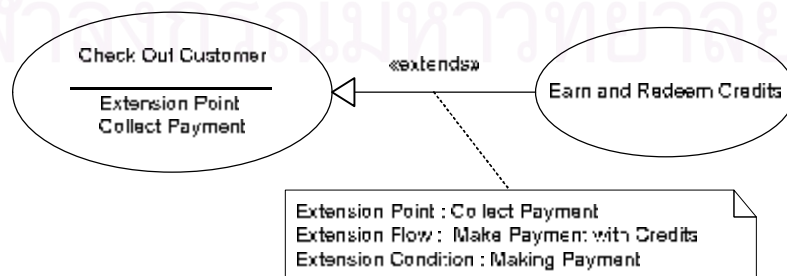 Check Out Customer
Extension Point
Collect Payment
«extends»
Earn and Redeem Credits
Extension Point : Collect Payment
Extension Flow : Make Payment with Credits
Extension Condition : Making Payment